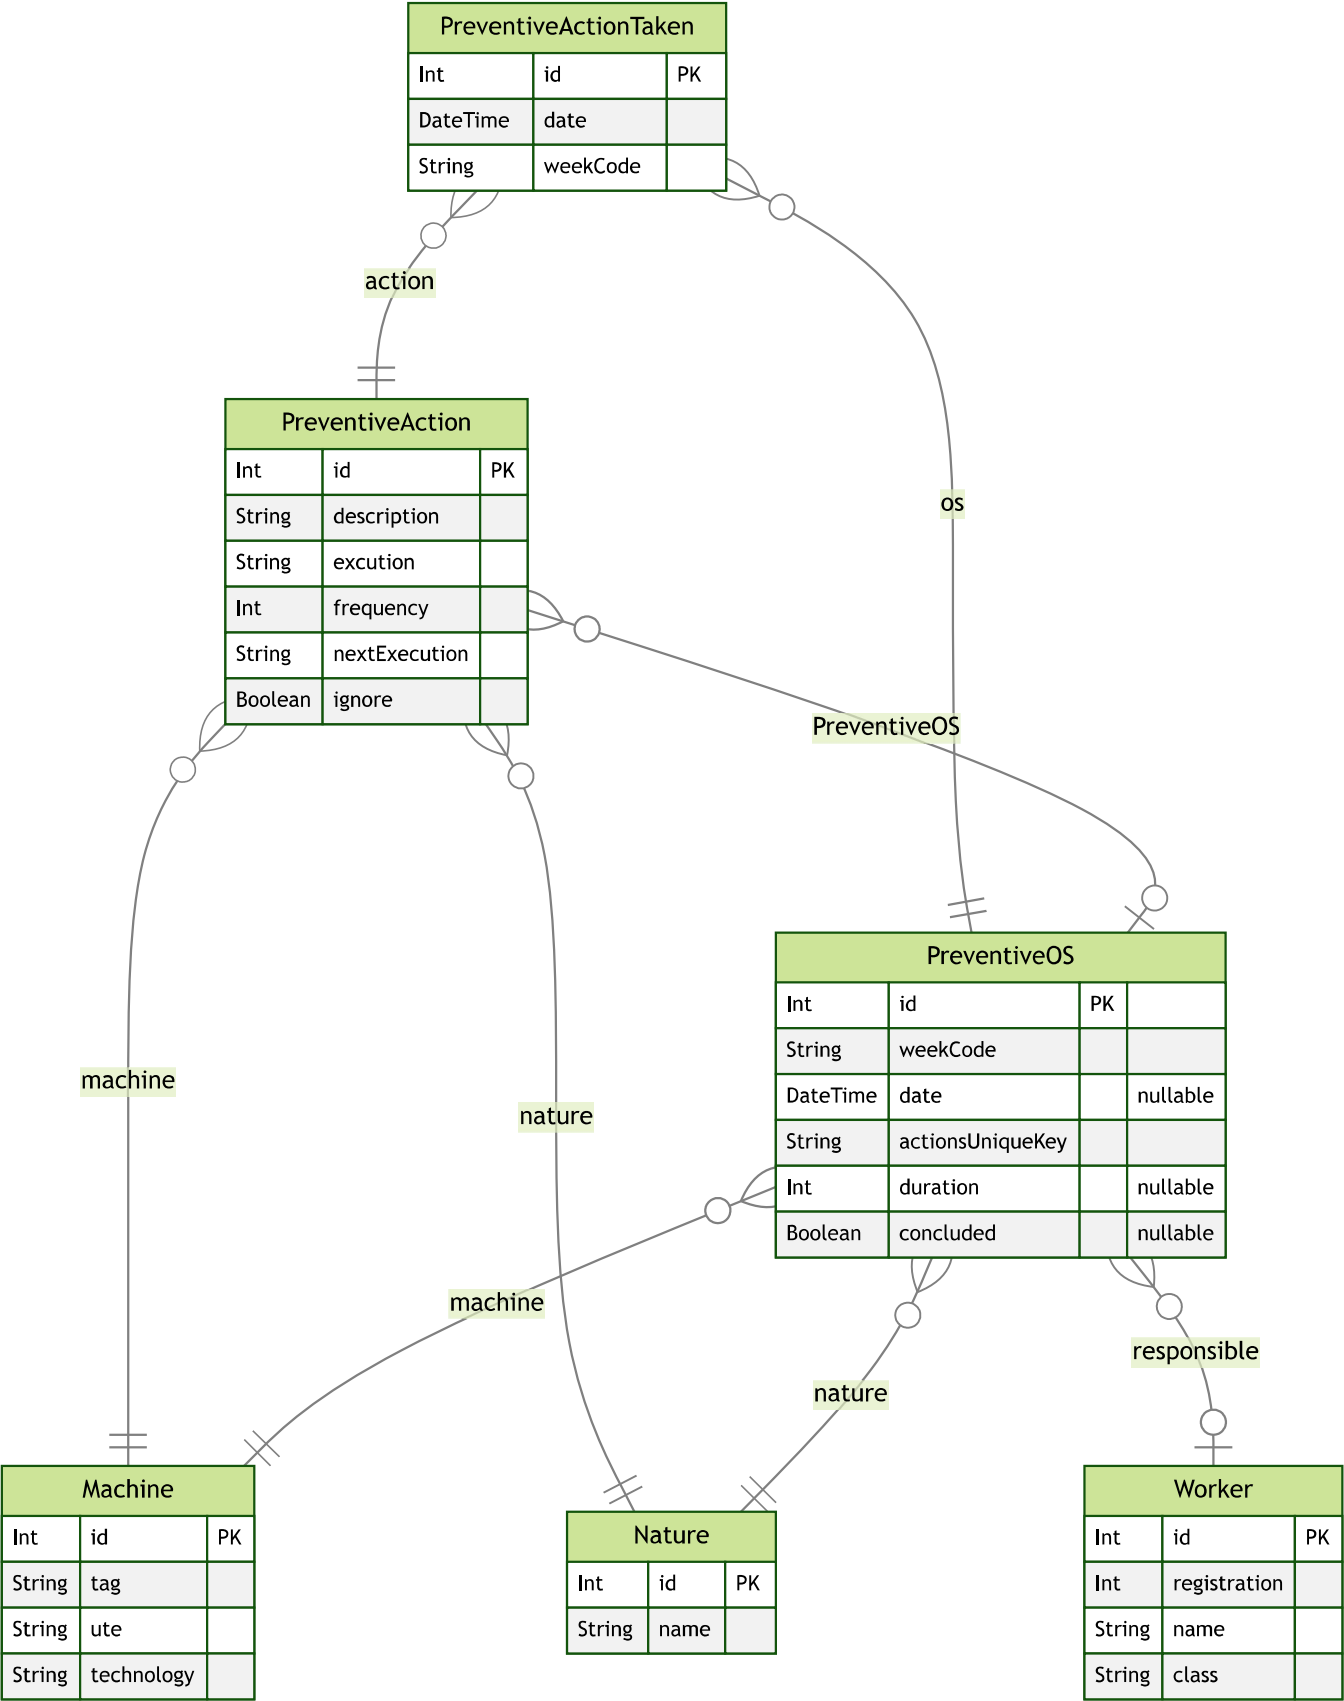 PreventiveActionTaken
Int id PK
DateTime date
String weekCode
action
PreventiveAction
Int id PK
String description
String excution
Int frequency
String nextExecution
Boolean ignore
os
PreventiveOS
PreventiveOS
Int id PK
String weekCode
DateTime date nullable
String actionsUniqueKey
Int duration nullable
Boolean concluded nullable
machine
nature
machine
responsible
nature
Machine
Int id PK
String tag
String ute
String technology
Nature
Int id PK
String name
Worker
Int id PK
Int registration
String name
String class